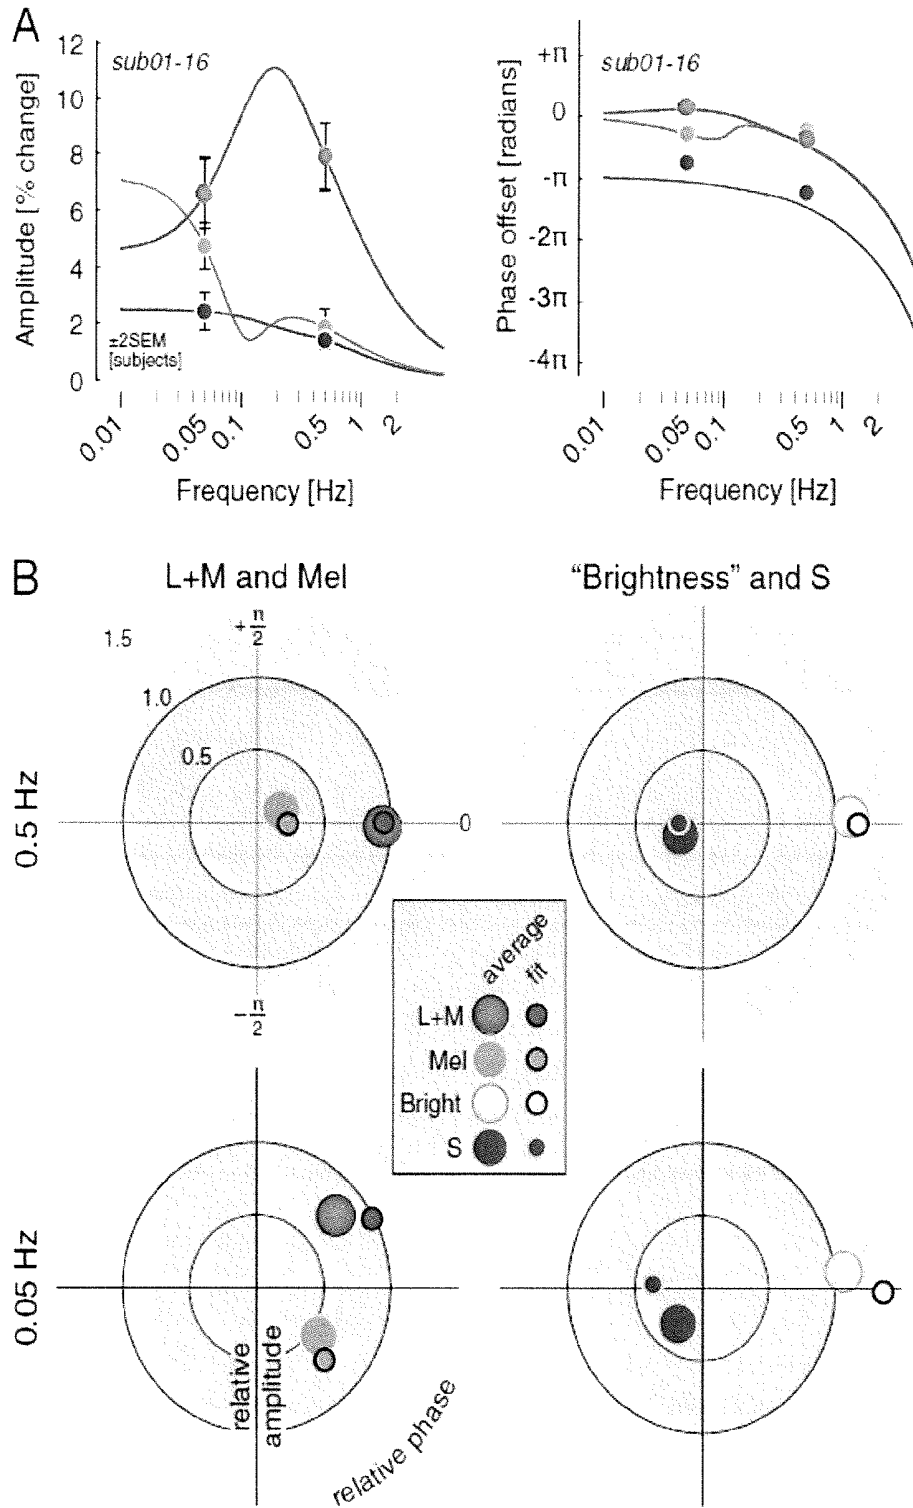 A
12
10
8
6
4
2
0
Amplitude [% change]
sub01-16
±2SEM
[subjects]
0.01
0.05
0.1
0.5
1
2
Frequency [Hz]
+π
0
-π
-2π
-3π
-4π
Phase offset [radians]
sub01-16
0.01
0.05
0.1
0.5
1
2
Frequency [Hz]
B
L+M and Mel
"Brightness" and S
0.5 Hz
1.5
1.0
0.5
+π/2
0
-π/2
average
fit
L+M
Mel
Bright
S
0.05 Hz
relative
amplitude
relative phase